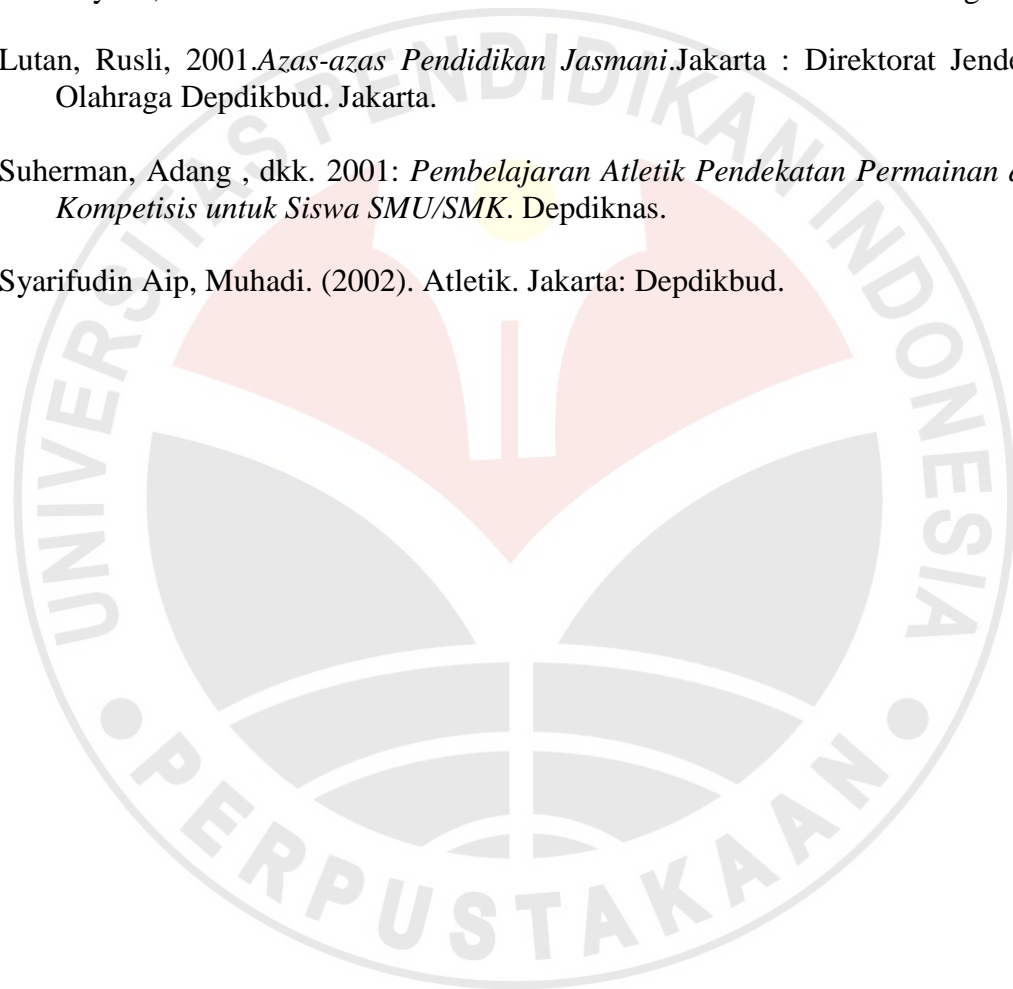 Lutan, Rusli, 2001.Azas-azas Pendidikan Jasmani.Jakarta : Direktorat
Olahraga Depdikbud. Jakarta.
Suherman, Adang , dkk. 2001: Pembelajaran Atletik Pendekatan Permainan
Kompetisis untuk Siswa SMU/SMK. Depdiknas.
Syarifudin Aip, Muhadi. (2002). Atletik. Jakarta: Depdikbud.
UNIVERSITAS PENDIDIKAN INDONESIA
PERPUSTAKAAN